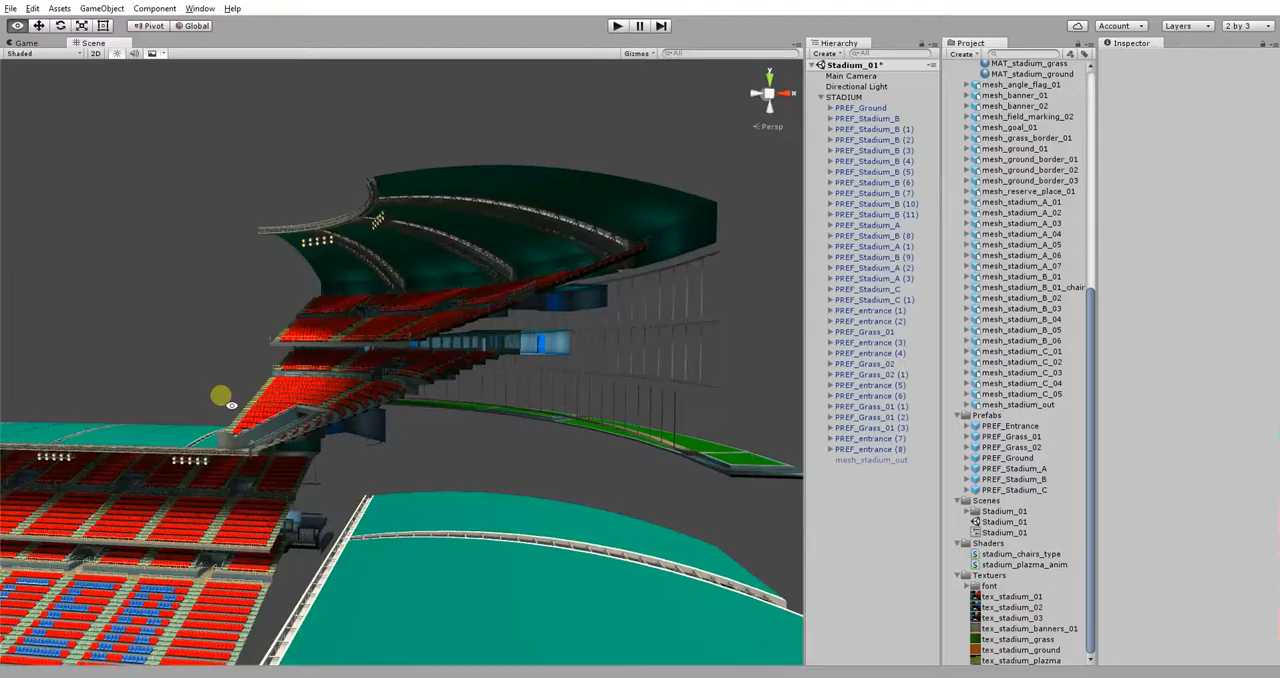 File Edit Assets GameObject Component Window Help
Pivot Global Account Layers 2 by 3
Game Scene Hierarchy Project Inspector
Shaded 2D Gizmos All Create All Create
Stadium_01*
Main Camera
Directional Light
STADIUM
PREF_Ground
PREF_Stadium_B
PREF_Stadium_B (1)
PREF_Stadium_B (2)
PREF_Stadium_B (3)
PREF_Stadium_B (4)
PREF_Stadium_B (5)
PREF_Stadium_B (6)
PREF_Stadium_B (7)
PREF_Stadium_B (10)
PREF_Stadium_B (11)
PREF_Stadium_A
PREF_Stadium_B (8)
PREF_Stadium_A (1)
PREF_Stadium_B (9)
PREF_Stadium_A (2)
PREF_Stadium_A (3)
PREF_Stadium_C
PREF_Stadium_C (1)
PREF_entrance (1)
PREF_entrance (2)
PREF_Grass_01
PREF_entrance (3)
PREF_entrance (4)
PREF_Grass_02
PREF_Grass_02 (1)
PREF_entrance (5)
PREF_entrance (6)
PREF_Grass_01 (1)
PREF_Grass_01 (2)
PREF_Grass_01 (3)
PREF_entrance (7)
PREF_entrance (8)
mesh_stadium_out
MAT_stadium_grass
MAT_stadium_ground
mesh_angle_flag_01
mesh_banner_01
mesh_banner_02
mesh_field_marking_02
mesh_goal_01
mesh_grass_border_01
mesh_ground_01
mesh_ground_border_01
mesh_ground_border_02
mesh_ground_border_03
mesh_reserve_place_01
mesh_stadium_A_01
mesh_stadium_A_02
mesh_stadium_A_03
mesh_stadium_A_04
mesh_stadium_A_05
mesh_stadium_A_06
mesh_stadium_A_07
mesh_stadium_B_01
mesh_stadium_B_01_chair
mesh_stadium_B_02
mesh_stadium_B_03
mesh_stadium_B_04
mesh_stadium_B_05
mesh_stadium_B_06
mesh_stadium_C_01
mesh_stadium_C_02
mesh_stadium_C_03
mesh_stadium_C_04
mesh_stadium_C_05
mesh_stadium_out
Prefabs
PREF_Entrance
PREF_Grass_01
PREF_Grass_02
PREF_Ground
PREF_Stadium_A
PREF_Stadium_B
PREF_Stadium_C
Scenes
Stadium_01
Stadium_01
Stadium_01
Shaders
stadium_chairs_type
stadium_plazma_anim
Textuers
font
tex_stadium_01
tex_stadium_02
tex_stadium_03
tex_stadium_banners_01
tex_stadium_grass
tex_stadium_ground
tex_stadium_plazma
y
x
Persp